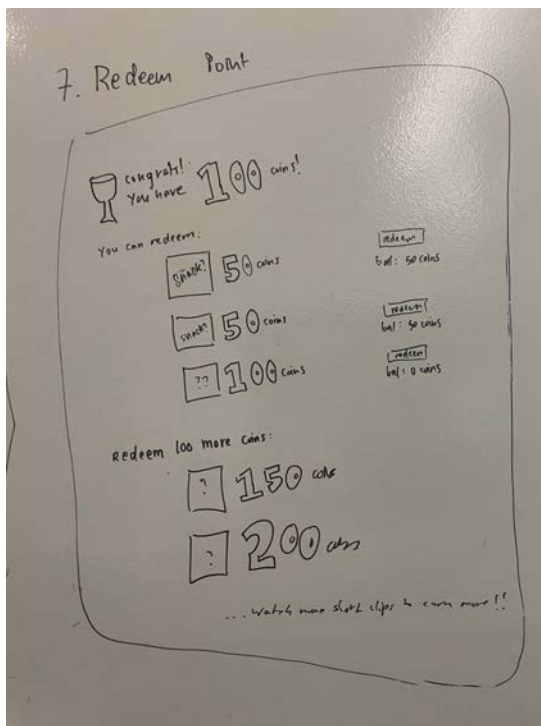 7. Redeem Point
congrats!
You have 100 coins!
You can redeem:
snack? 50 coins
redeem
bal: 50 coins
snack? 50 coins
redeem
bal: 50 coins
?? 100 coins
redeem
bal: 0 coins
Redeem 100 more coins:
? 150 coins
? 200 coins
... watch more short clips to earn more!!